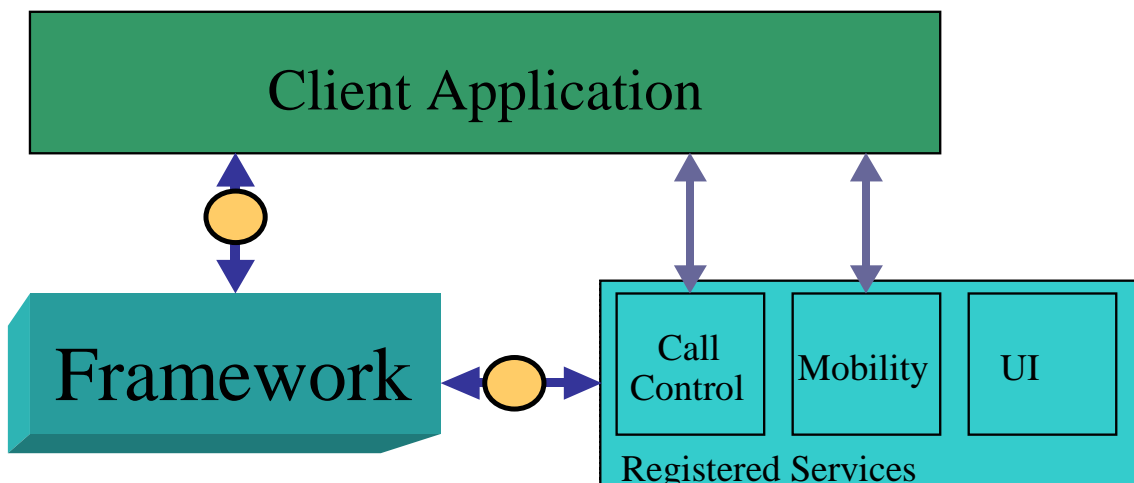 Client Application
Framework
Call
Control
Mobility
UI
Registered Services